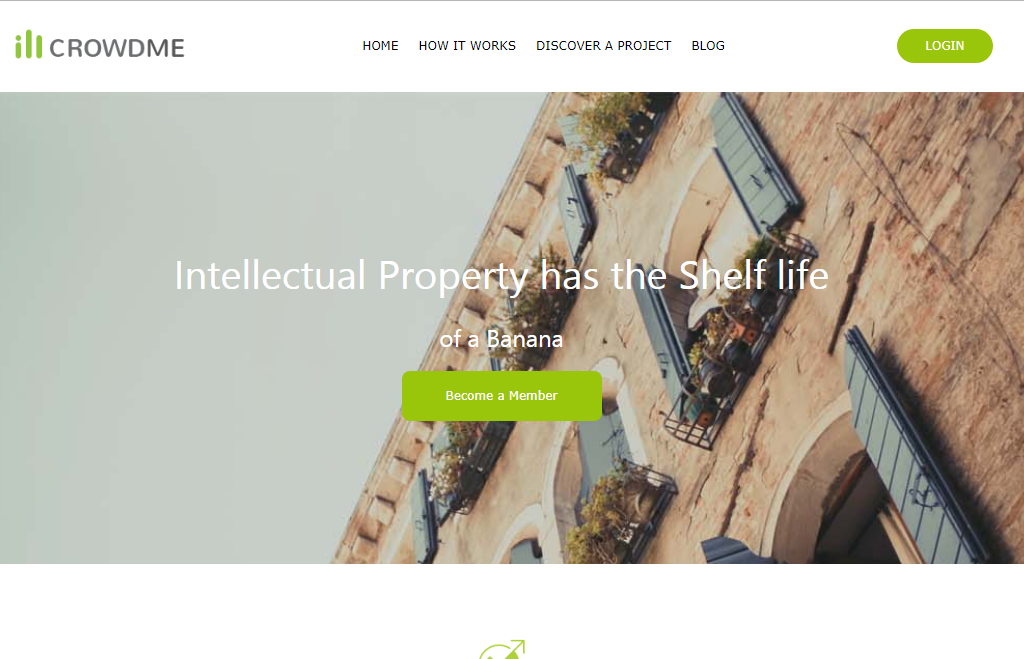 CROWDME
HOME HOW IT WORKS DISCOVER A PROJECT BLOG
LOGIN
Intellectual Property has the Shelf life
of a Banana
Become a Member